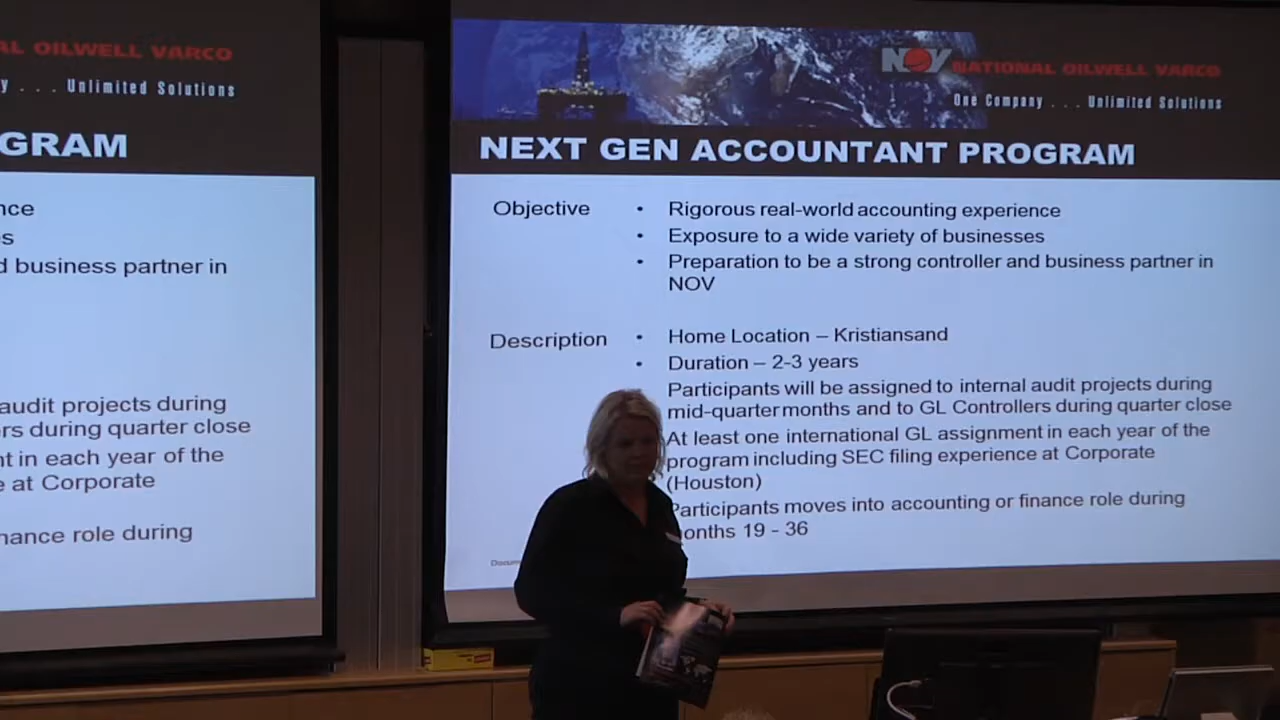 AL OILWELL VARCO
y . . . Unlimited Solutions
GRAM
nce
s
d business partner in
audit projects during
rs during quarter close
nt in each year of the
e at Corporate
nance role during
NOV NATIONAL OILWELL VARCO
One Company . . . Unlimited Solutions
NEXT GEN ACCOUNTANT PROGRAM
Objective • Rigorous real-world accounting experience
• Exposure to a wide variety of businesses
• Preparation to be a strong controller and business partner in
NOV
Description • Home Location – Kristiansand
• Duration – 2-3 years
Participants will be assigned to internal audit projects during
mid-quarter months and to GL Controllers during quarter close
At least one international GL assignment in each year of the
program including SEC filing experience at Corporate
(Houston)
Participants moves into accounting or finance role during
onths 19 - 36
Docum